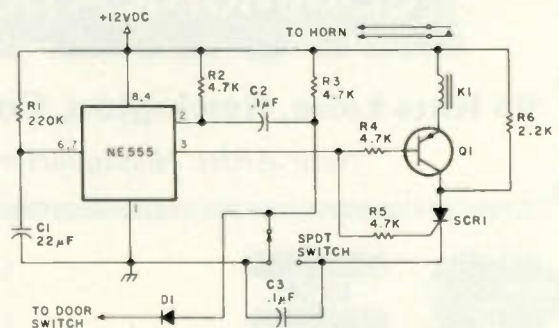 +12VDC
TO HORN
R1
220K
8,4
R2
4.7K
C2
.1µF
R3
4.7K
K1
R6
2.2K
2
6,7
NE555
3
R4
4.7K
Q1
C1
22µF
1
R5
4.7K
SCR1
SPDT
SWITCH
C3
.1µF
TO DOOR
SWITCH
D1